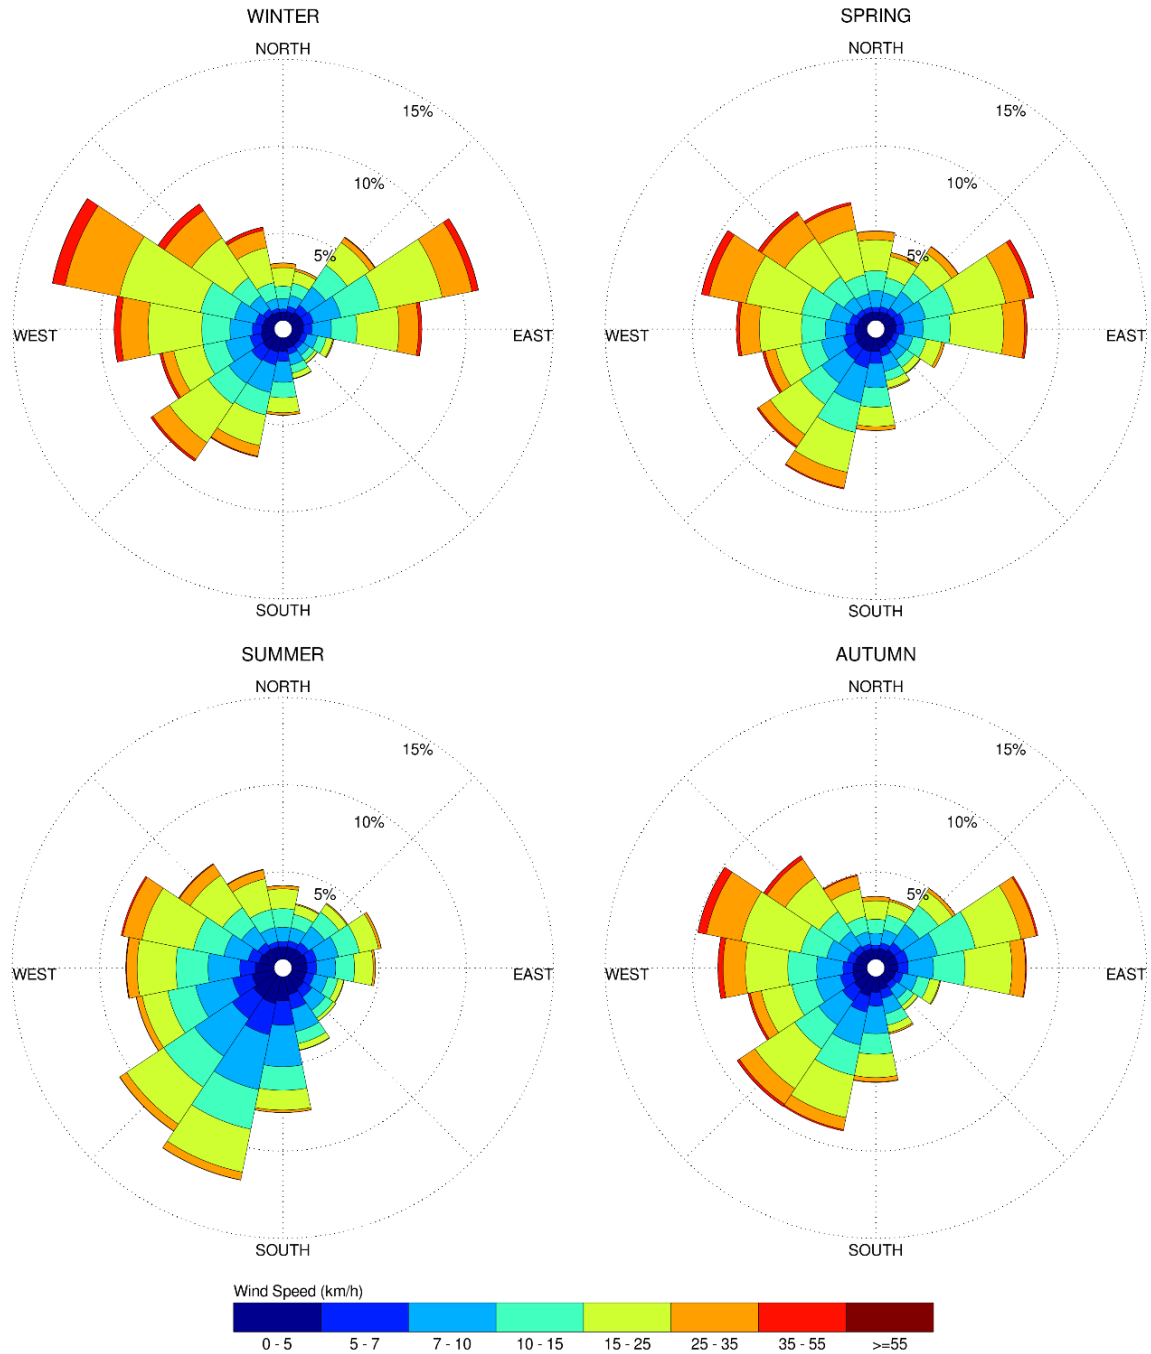 WINTER
NORTH
15%
10%
5%
WEST
EAST
SOUTH
SPRING
NORTH
15%
10%
5%
WEST
EAST
SOUTH
SUMMER
NORTH
15%
10%
5%
WEST
EAST
SOUTH
AUTUMN
NORTH
15%
10%
5%
WEST
EAST
SOUTH
Wind Speed (km/h)
0 - 5 5 - 7 7 - 10 10 - 15 15 - 25 25 - 35 35 - 55 >=55